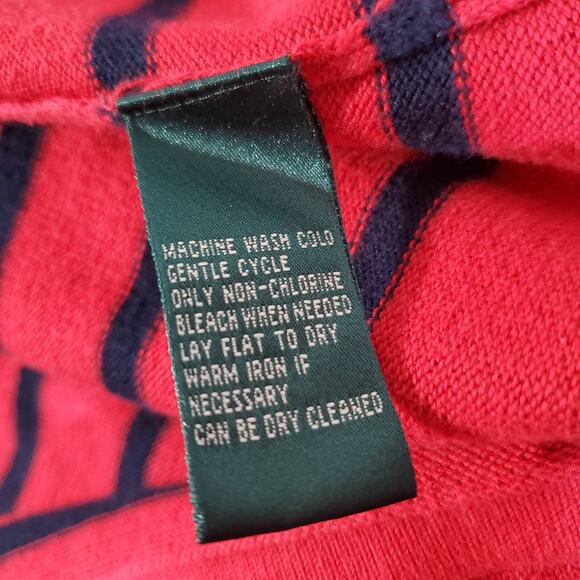 MACHINE WASH COLD
GENTLE CYCLE
ONLY NON-CHLORINE
BLEACH WHEN NEEDED
LAY FLAT TO DRY
WARM IRON IF
NECESSARY
CAN BE DRY CLEANED